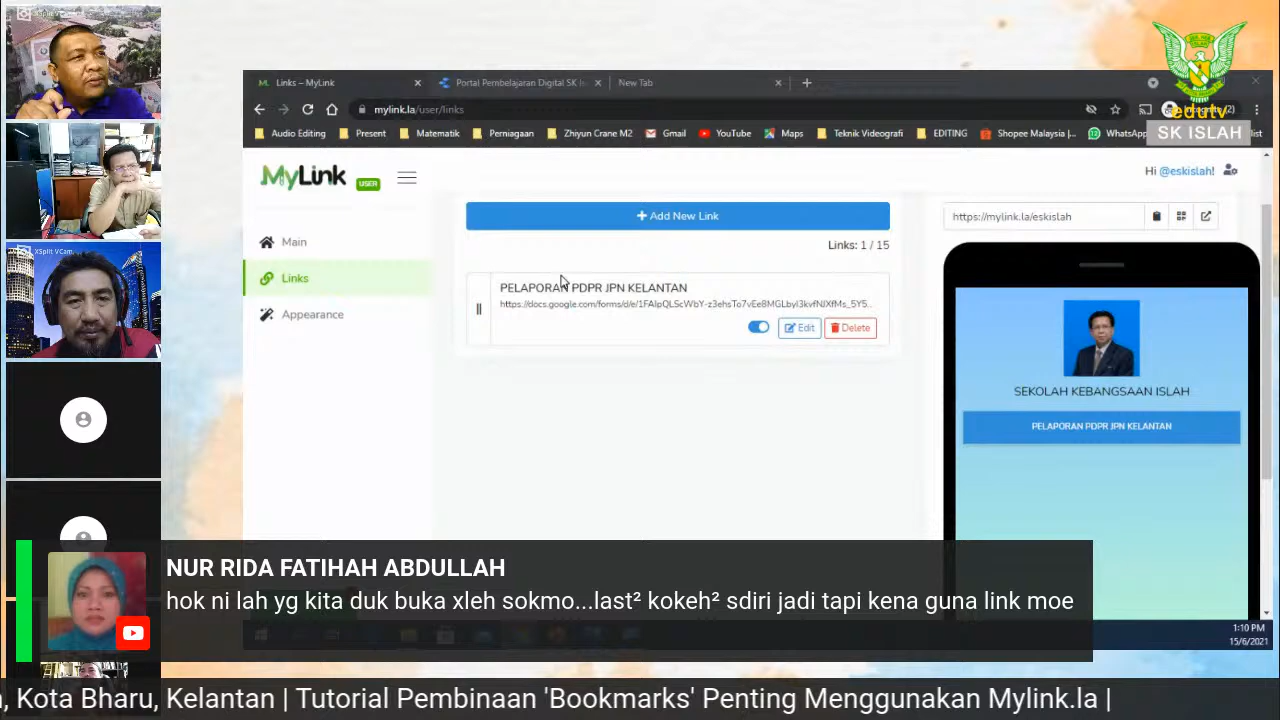 XSplit VCam
XSplit VCam
Links – MyLink
Portal Pembelajaran Digital SK Is
New Tab
mylink.la/user/links
(2)
Audio Editing
Present
Matematik
Perniagaan
Zhiyun Crane M2
Gmail
YouTube
Maps
Teknik Videografi
EDITING
Shopee Malaysia |...
WhatsApp
edutv
SK ISLAH
MyLink
USER
Hi @eskislah!
Main
Links
Appearance
+ Add New Link
Links: 1 / 15
PELAPORAN PDPR JPN KELANTAN
Edit
Delete
https://mylink.la/eskislah
SEKOLAH KEBANGSAAN ISLAH
PELAPORAN PDPR JPN KELANTAN
NUR RIDA FATIHAH ABDULLAH
hok ni lah yg kita duk buka xleh sokmo...last² kokeh² sdiri jadi tapi kena guna link moe
1:10 PM
15/6/2021
, Kota Bharu, Kelantan | Tutorial Pembinaan 'Bookmarks' Penting Menggunakan Mylink.la |